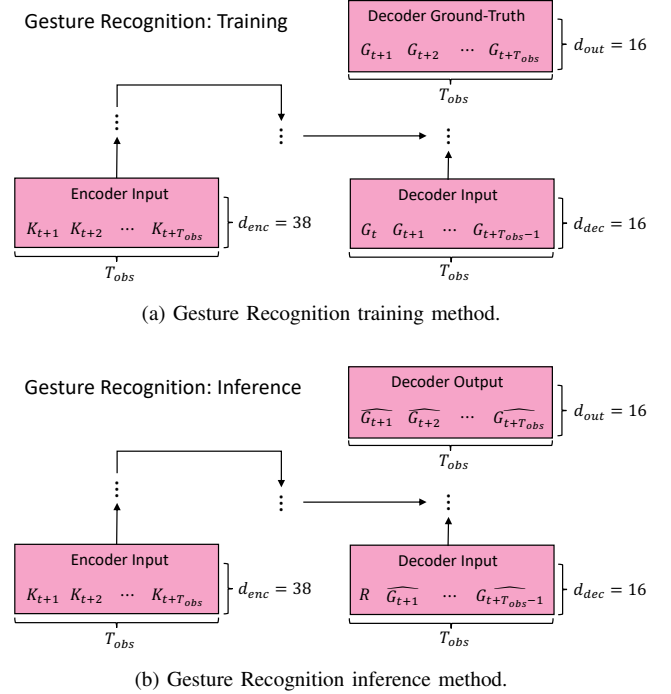 Gesture Recognition: Training
Decoder Ground-Truth
G_{t+1} G_{t+2} ⋯ G_{t+T_{obs}}
d_{out} = 16
T_{obs}
Encoder Input
K_{t+1} K_{t+2} ⋯ K_{t+T_{obs}}
d_{enc} = 38
T_{obs}
Decoder Input
G_t G_{t+1} ⋯ G_{t+T_{obs}-1}
d_{dec} = 16
T_{obs}
(a) Gesture Recognition training method.
Gesture Recognition: Inference
Decoder Output
\widehat{G_{t+1}} \widehat{G_{t+2}} ⋯ \widehat{G_{t+T_{obs}}}
d_{out} = 16
T_{obs}
Encoder Input
K_{t+1} K_{t+2} ⋯ K_{t+T_{obs}}
d_{enc} = 38
T_{obs}
Decoder Input
R \widehat{G_{t+1}} ⋯ \widehat{G_{t+T_{obs}-1}}
d_{dec} = 16
T_{obs}
(b) Gesture Recognition inference method.